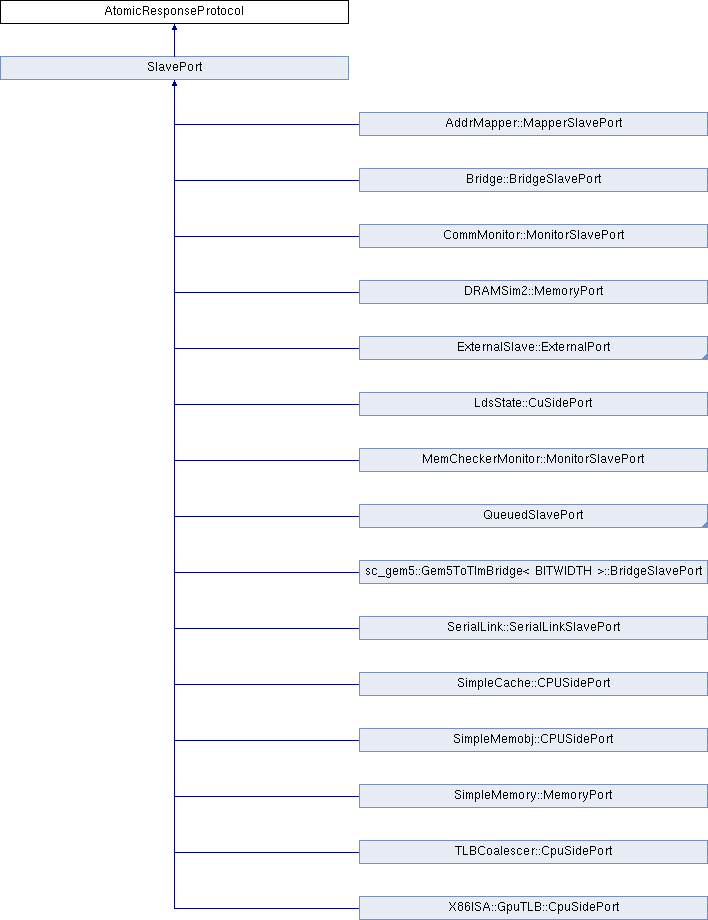 AtomicResponseProtocol
SlavePort
AddrMapper::MapperSlavePort
Bridge::BridgeSlavePort
CommMonitor::MonitorSlavePort
DRAMSim2::MemoryPort
ExternalSlave::ExternalPort
LdsState::CuSidePort
MemCheckerMonitor::MonitorSlavePort
QueuedSlavePort
sc_gem5::Gem5ToTlmBridge< BITWIDTH >::BridgeSlavePort
SerialLink::SerialLinkSlavePort
SimpleCache::CPUSidePort
SimpleMemobj::CPUSidePort
SimpleMemory::MemoryPort
TLBCoalescer::CpuSidePort
X86ISA::GpuTLB::CpuSidePort